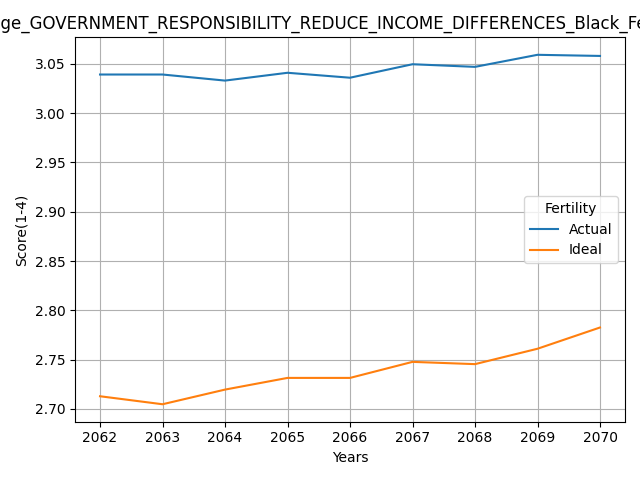 ge_GOVERNMENT_RESPONSIBILITY_REDUCE_INCOME_DIFFERENCES_Black_Fe
3.05
3.00
2.95
2.90
2.85
2.80
2.75
2.70
Score(1-4)
Fertility
Actual
Ideal
2062 2063 2064 2065 2066 2067 2068 2069 2070
Years